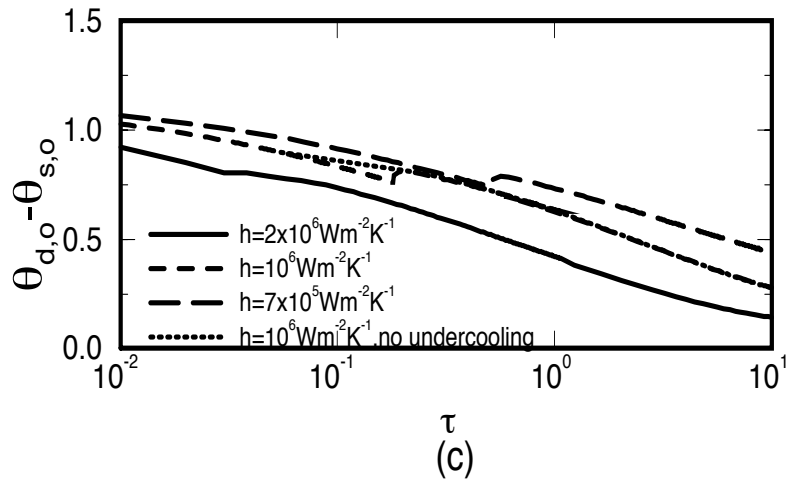 1.5
1.0
0.5
0.0
θd,o-θs,o
h=2x10⁶Wm⁻²K⁻¹
h=10⁶Wm⁻²K⁻¹
h=7x10⁵Wm⁻²K⁻¹
h=10⁶Wm⁻²K⁻¹,no undercooling
10⁻² 10⁻¹ 10⁰ 10¹
τ
(c)